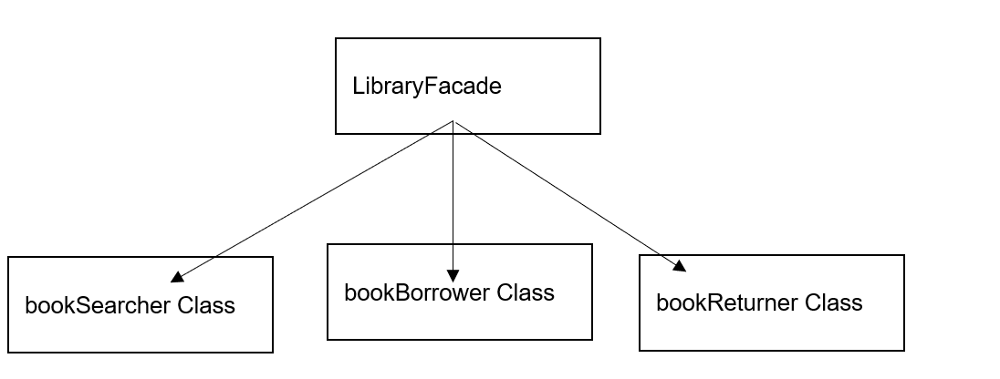 LibraryFacade
bookSearcher Class
bookBorrower Class
bookReturner Class